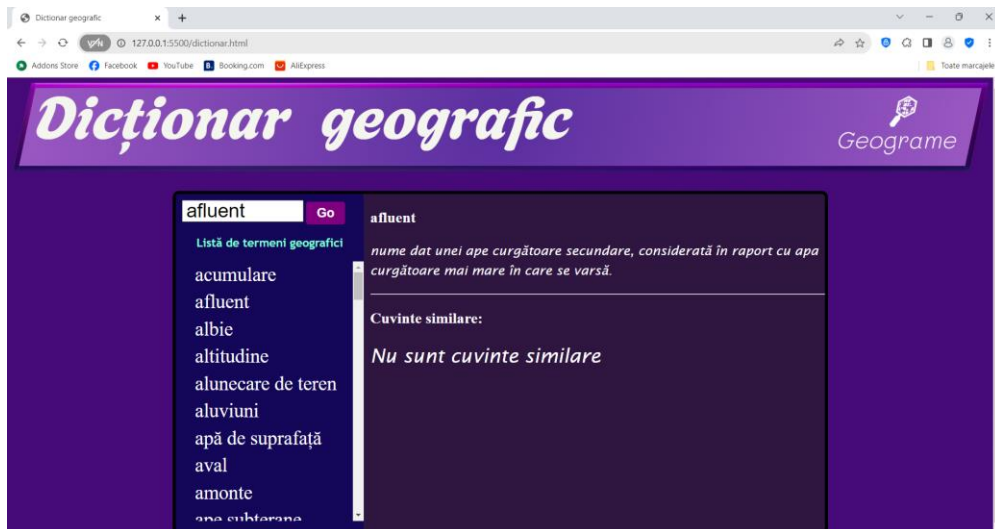 Dictionar geografic
127.0.0.1:5500/dictionar.html
Addons Store Facebook YouTube Booking.com AliExpress Toate marcajele
Dicționar geografic
Geograme
afluent Go
Listă de termeni geografici
acumulare
afluent
albie
altitudine
alunecare de teren
aluviuni
apă de suprafață
aval
amonte
ape subterane
afluent
nume dat unei ape curgătoare secundare, considerată în raport cu apa
curgătoare mai mare în care se varsă.
Cuvinte similare:
Nu sunt cuvinte similare